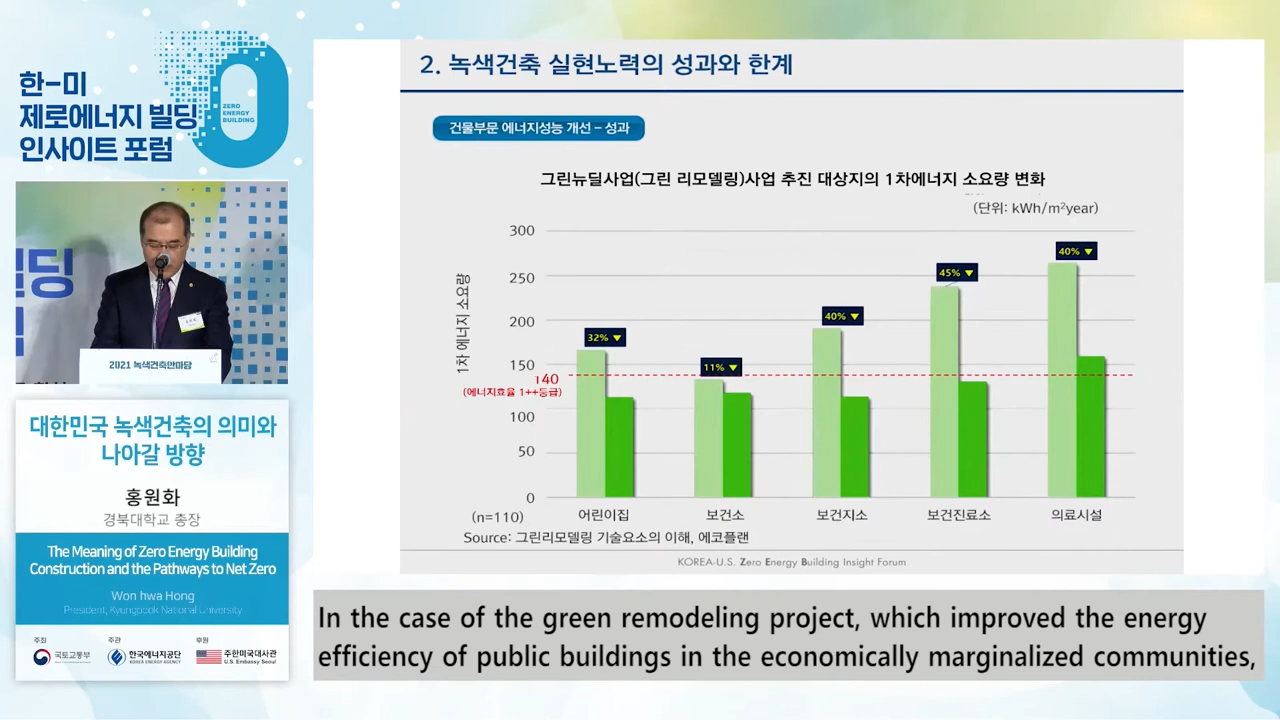 한-미
제로에너지 빌딩
인사이트 포럼
ZERO
ENERGY
BUILDING
빌딩
2021 녹색건축한마당
대한민국 녹색건축의 의미와
나아갈 방향
홍원화
경북대학교 총장
The Meaning of Zero Energy Building
Construction and the Pathways to Net Zero
Won hwa Hong
President, Kyungpook National University
주최
주관
후원
국토교통부
한국에너지공단
KOREA ENERGY AGENCY
주한미국대사관
U.S. Embassy Seoul
2. 녹색건축 실현노력의 성과와 한계
건물부문 에너지성능 개선 – 성과
그린뉴딜사업(그린 리모델링)사업 추진 대상지의 1차에너지 소요량 변화
(단위: kWh/m²year)
1차 에너지 소요량
300
250
200
150
140
(에너지효율 1++등급)
100
50
0
32% ▼
11% ▼
40% ▼
45% ▼
40% ▼
(n=110)
어린이집
보건소
보건지소
보건진료소
의료시설
Source: 그린리모델링 기술요소의 이해, 에코플랜
KOREA-U.S. Zero Energy Building Insight Forum
In the case of the green remodeling project, which improved the energy
efficiency of public buildings in the economically marginalized communities,